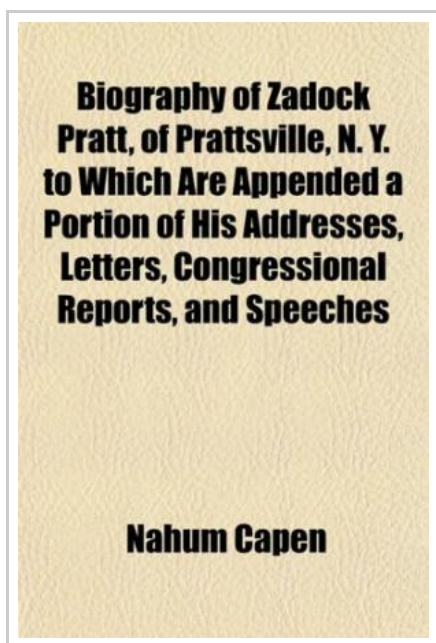 Biography of Zadock
Pratt, of Prattsville, N. Y.
to Which Are Appended a
Portion of His Addresses,
Letters, Congressional
Reports, and Speeches
Nahum Capen